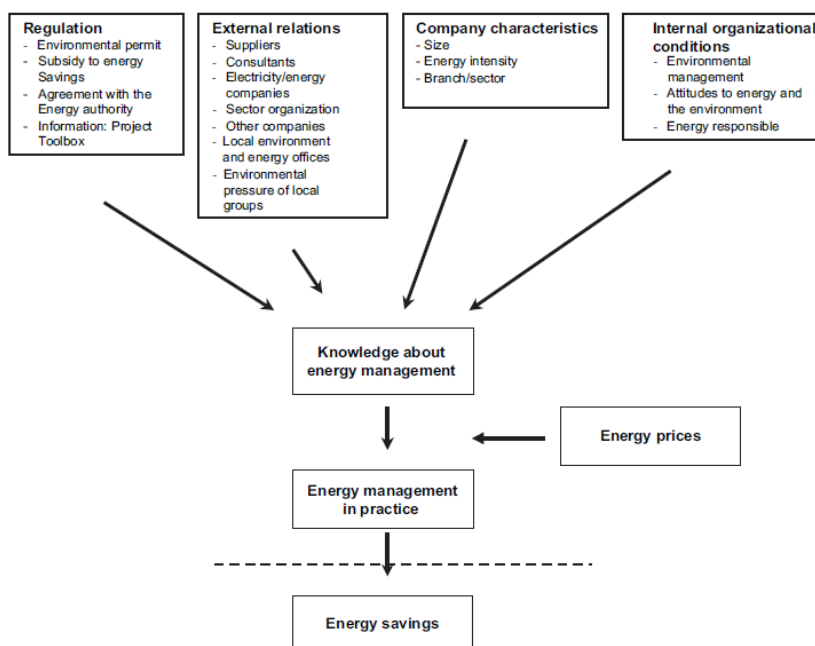 Regulation
- Environmental permit
- Subsidy to energy
Savings
- Agreement with the
Energy authority
- Information: Project
Toolbox
External relations
- Suppliers
- Consultants
- Electricity/energy
companies
- Sector organization
- Other companies
- Local environment
and energy offices
- Environmental
pressure of local
groups
Company characteristics
- Size
- Energy intensity
- Branch/sector
Internal organizational
conditions
- Environmental
management
- Attitudes to energy and
the environment
- Energy responsible
Knowledge about
energy management
Energy prices
Energy management
in practice
Energy savings